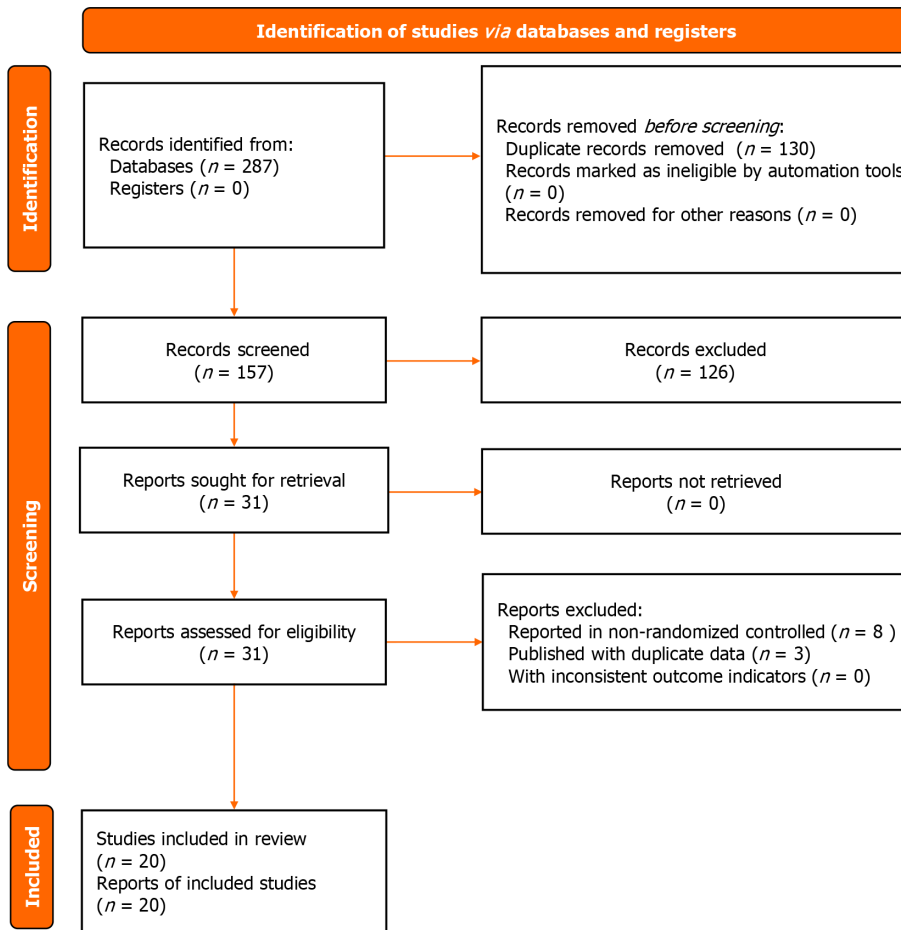 Identification of studies via databases and registers
Identification
Records identified from:
Databases (n = 287)
Registers (n = 0)
Records removed before screening:
Duplicate records removed (n = 130)
Records marked as ineligible by automation tools
(n = 0)
Records removed for other reasons (n = 0)
Screening
Records screened
(n = 157)
Records excluded
(n = 126)
Reports sought for retrieval
(n = 31)
Reports not retrieved
(n = 0)
Reports assessed for eligibility
(n = 31)
Reports excluded:
Reported in non-randomized controlled (n = 8 )
Published with duplicate data (n = 3)
With inconsistent outcome indicators (n = 0)
Included
Studies included in review
(n = 20)
Reports of included studies
(n = 20)